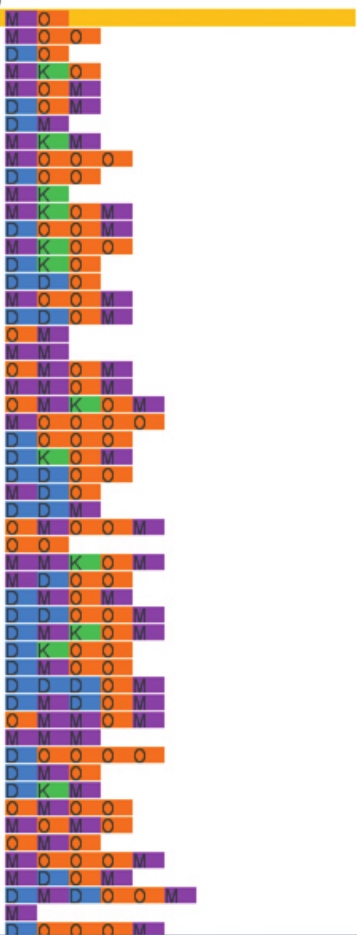 M O
M O O
D O
M K O
M O M
D O M
D M
M K M
M O O O
D O O
M K
M K O M
D O O M
M K O O
D K O
D D O
M O O M
D D O M
O M
M M
O M O M
M M O M
O M K O M
M O O O O
D O O O
D K O M
D D O O
M D O
D D M
O M O O M
O O
M M K O M
M D O O
D M O M
D D O O M
D M K O M
D K O O
D M O O
D D D O M
D M D O M
O M M O M
M M M
D O O O O
D M O
D K M
O M O O
M O M O
O M O
M O O O M
M D O M
D M D O O M
M
D O O O M